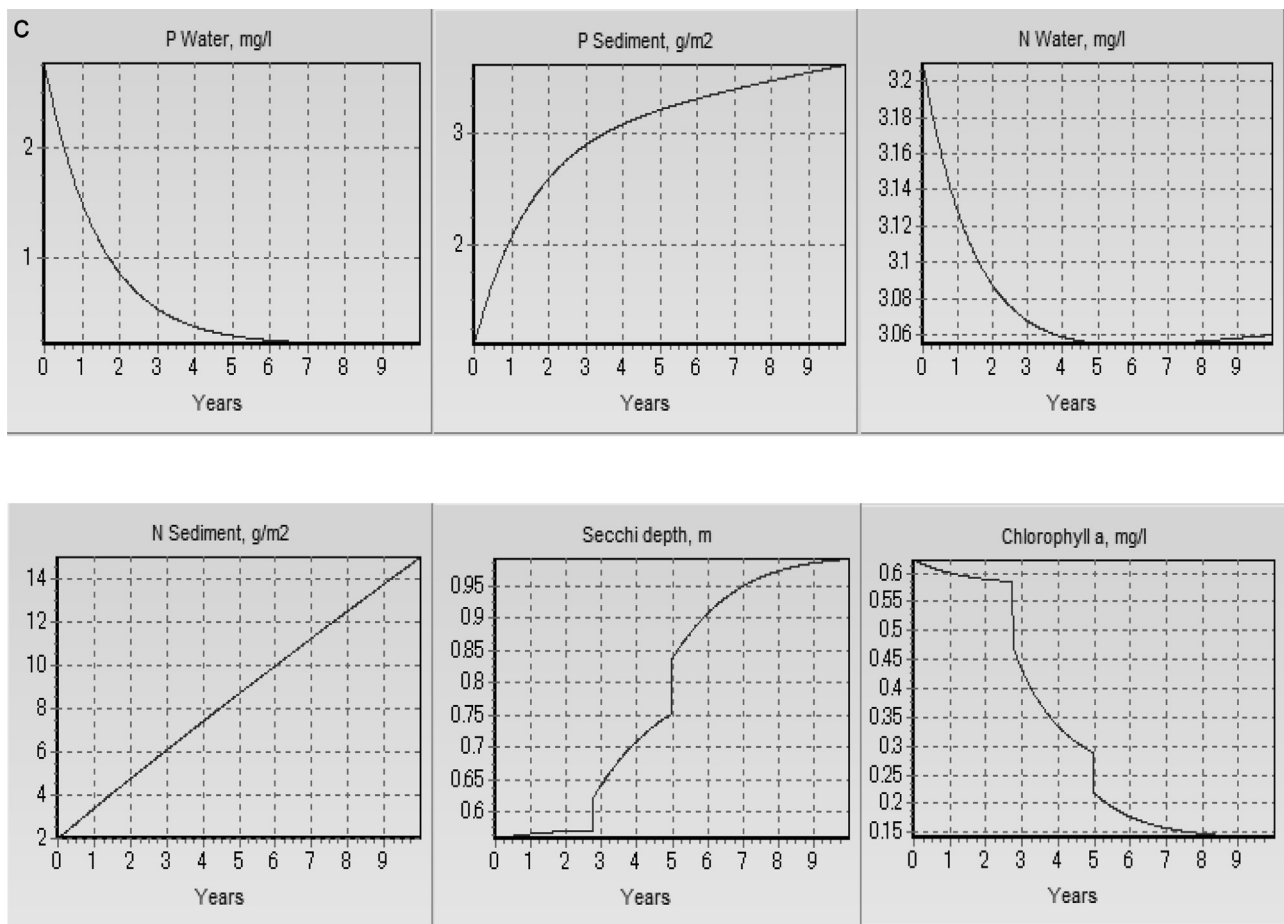 c
P Water, mg/l
2
1
0 1 2 3 4 5 6 7 8 9
Years
P Sediment, g/m2
3
2
0 1 2 3 4 5 6 7 8 9
Years
N Water, mg/l
3.2
3.18
3.16
3.14
3.12
3.1
3.08
3.06
0 1 2 3 4 5 6 7 8 9
Years
N Sediment, g/m2
14
12
10
8
6
4
2
0 1 2 3 4 5 6 7 8 9
Years
Secchi depth, m
0.95
0.9
0.85
0.8
0.75
0.7
0.65
0.6
0 1 2 3 4 5 6 7 8 9
Years
Chlorophyll a, mg/l
0.6
0.55
0.5
0.45
0.4
0.35
0.3
0.25
0.2
0.15
0 1 2 3 4 5 6 7 8 9
Years